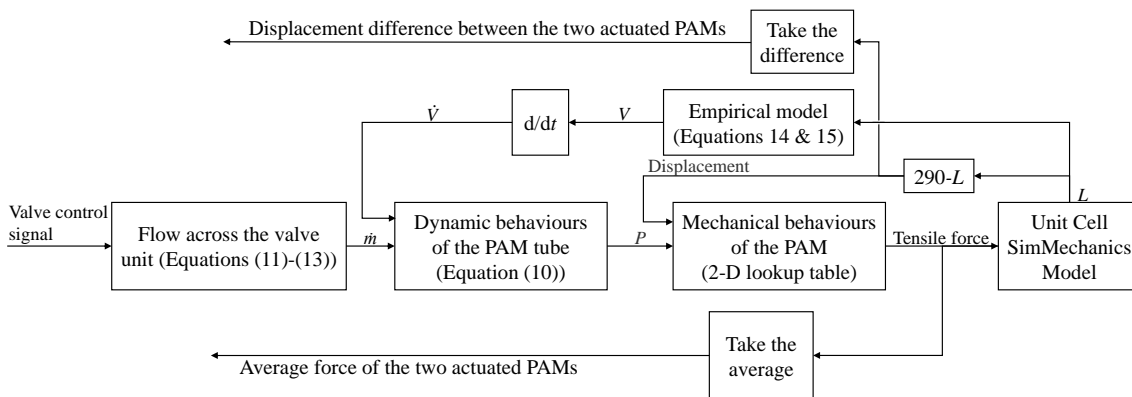 Displacement difference between the two actuated PAMs
Take the
difference
V̇
d/dt
V
Empirical model
(Equations 14 & 15)
Displacement
290-L
L
Valve control
signal
Flow across the valve
unit (Equations (11)-(13))
ṁ
Dynamic behaviours
of the PAM tube
(Equation (10))
P
Mechanical behaviours
of the PAM
(2-D lookup table)
Tensile force
Unit Cell
SimMechanics
Model
Average force of the two actuated PAMs
Take the
average